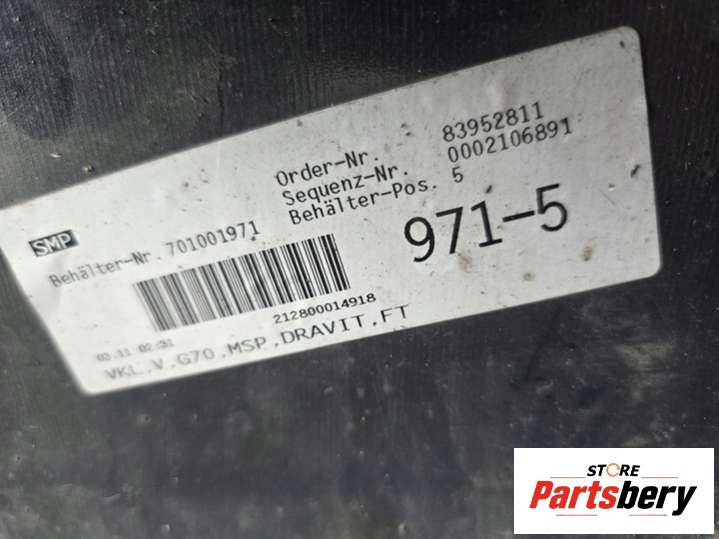 Order-Nr. 83952811
Sequenz-Nr. 0002106891
Behälter-Pos. 5
SMP
Behälter-Nr. 701001971
971-5
212800014918
03.11 02:31
VKL,V,G70,MSP,DRAVIT,FT
STORE
Partsbery